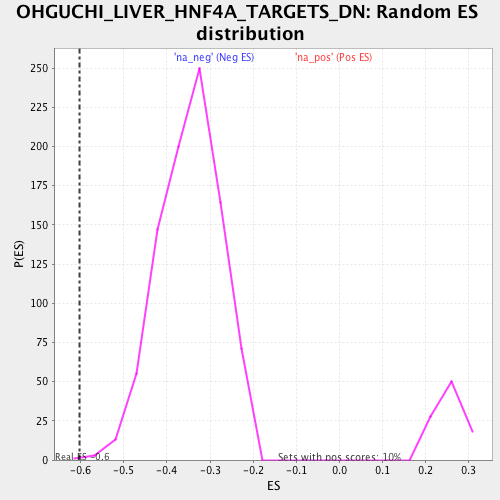 OHGUCHI_LIVER_HNF4A_TARGETS_DN: Random ES
distribution
'na_neg' (Neg ES) 'na_pos' (Pos ES)
250
225
200
175
150
125
100
75
50
25
0
P(ES)
Real ES -0.6
Sets with pos scores: 10%
-0.6 -0.5 -0.4 -0.3 -0.2 -0.1 0.0 0.1 0.2 0.3
ES